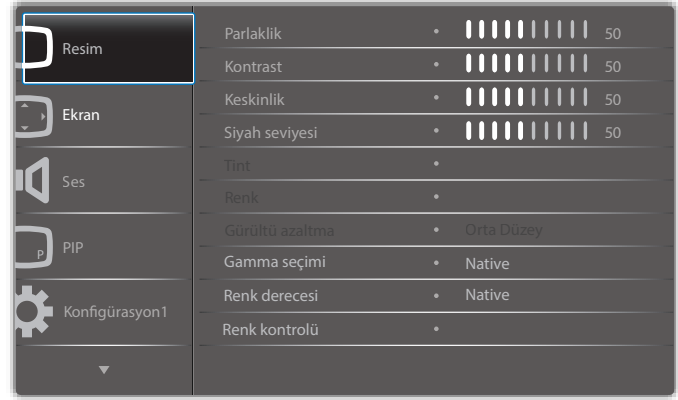 Resim
Ekran
Ses
P PIP
Konfigürasyon1
Parlaklik • 50
Kontrast • 50
Keskinlik • 50
Siyah seviyesi • 50
Tint •
Renk •
Gürültü azaltma • Orta Düzey
Gamma seçimi • Native
Renk derecesi • Native
Renk kontrolü •